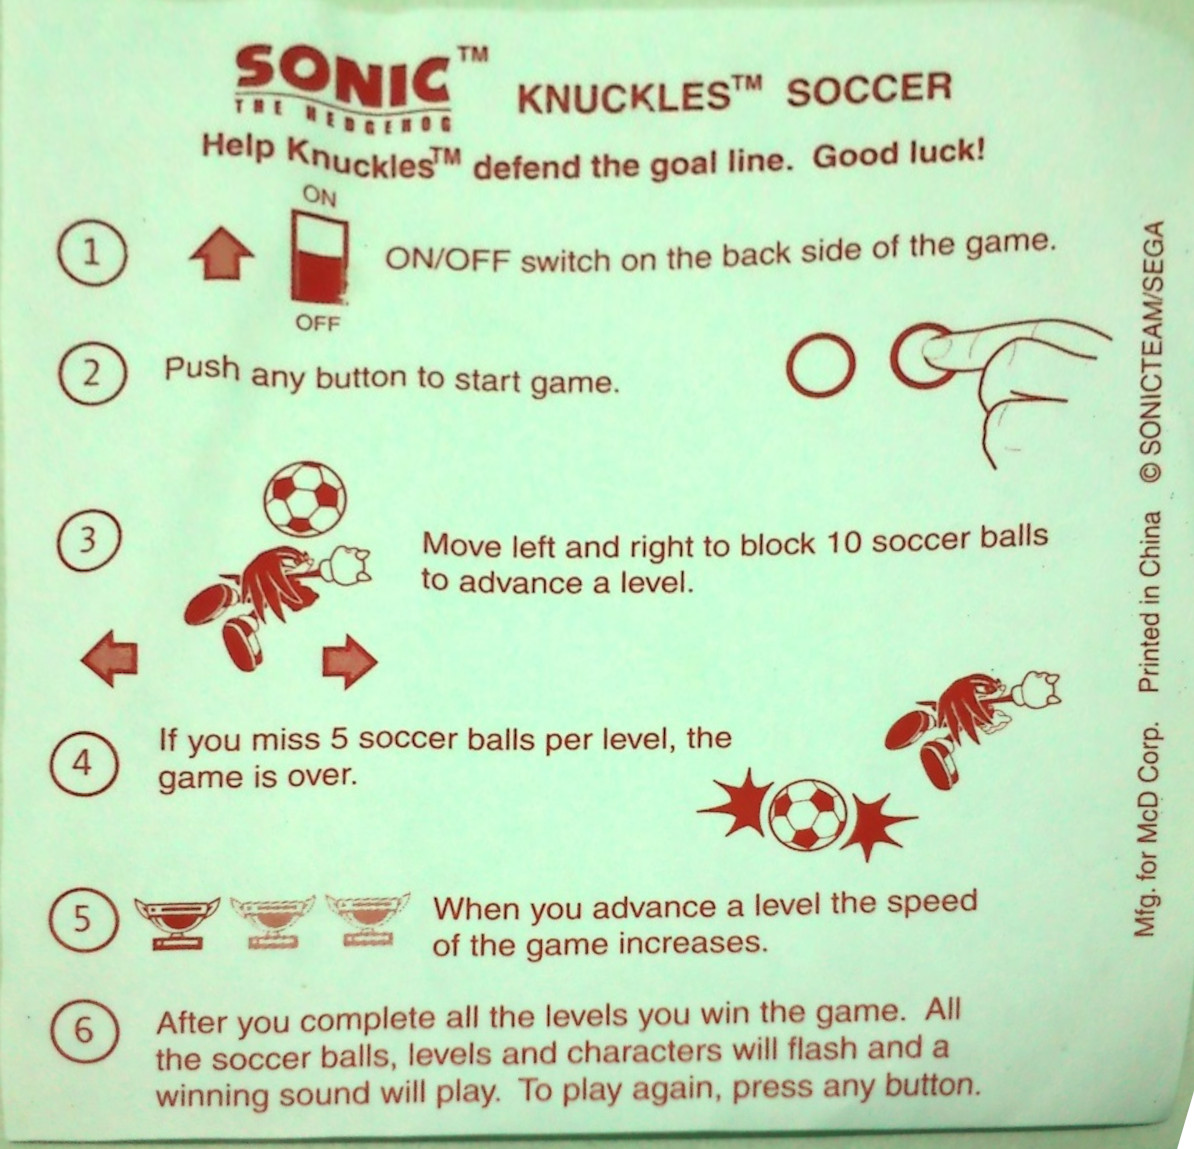 SONIC™
THE HEDGEHOG
KNUCKLES™ SOCCER
Help Knuckles™ defend the goal line. Good luck!
ON
1
ON/OFF switch on the back side of the game.
OFF
2
Push any button to start game.
3
Move left and right to block 10 soccer balls
to advance a level.
4
If you miss 5 soccer balls per level, the
game is over.
5
When you advance a level the speed
of the game increases.
6
After you complete all the levels you win the game. All
the soccer balls, levels and characters will flash and a
winning sound will play. To play again, press any button.
Mfg. for McD Corp. Printed in China © SONICTEAM/SEGA